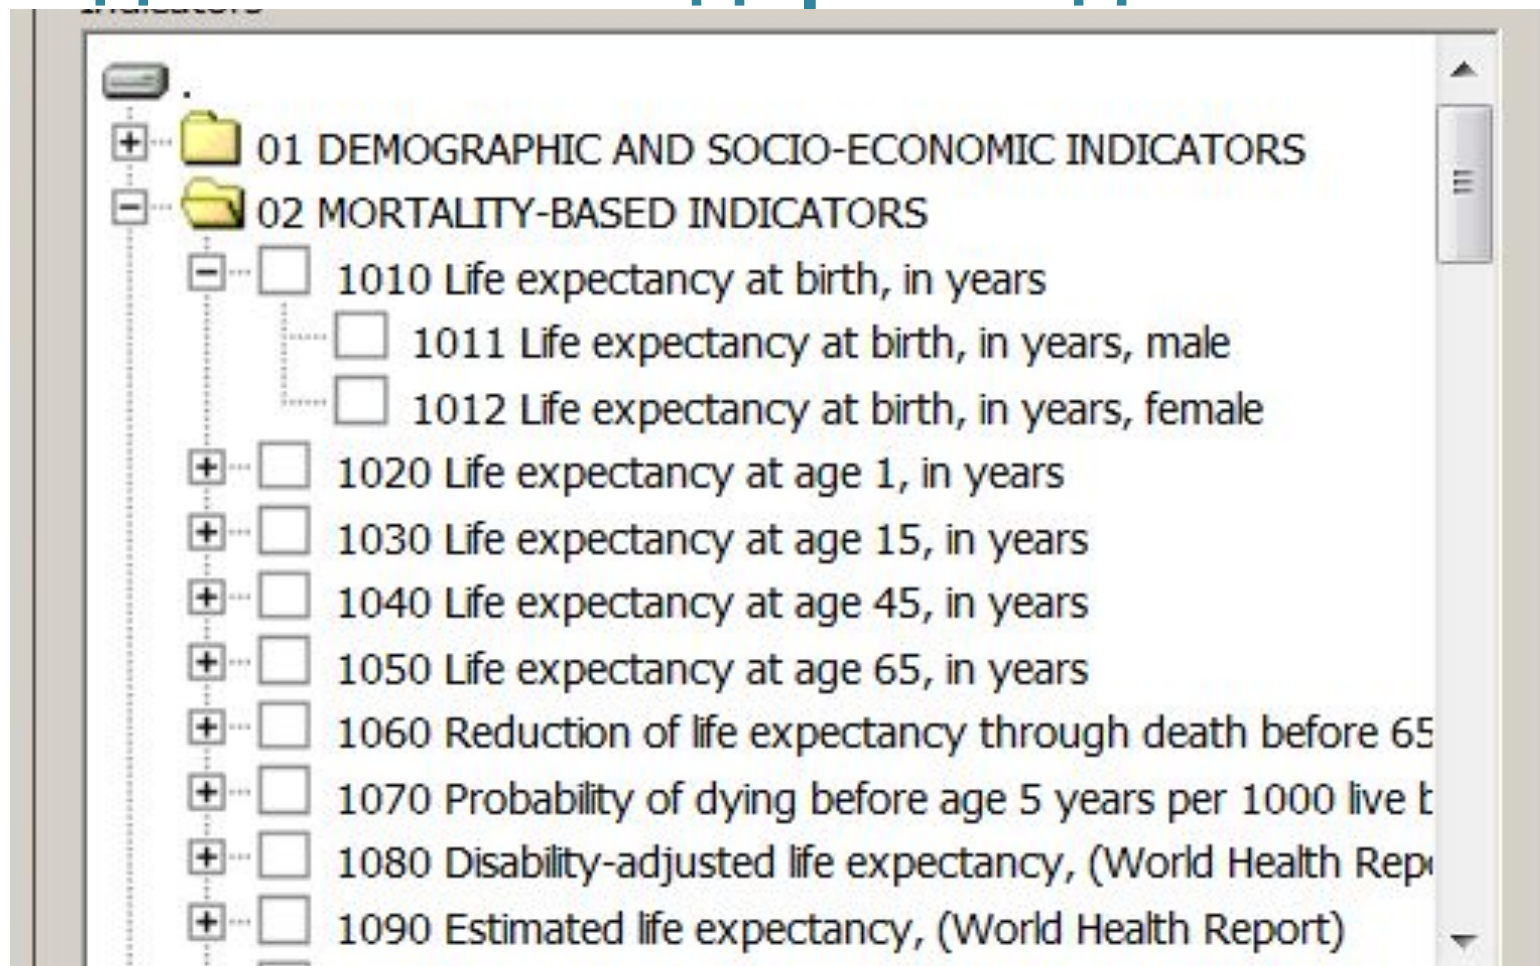 .
01 DEMOGRAPHIC AND SOCIO-ECONOMIC INDICATORS
02 MORTALITY-BASED INDICATORS
1010 Life expectancy at birth, in years
1011 Life expectancy at birth, in years, male
1012 Life expectancy at birth, in years, female
1020 Life expectancy at age 1, in years
1030 Life expectancy at age 15, in years
1040 Life expectancy at age 45, in years
1050 Life expectancy at age 65, in years
1060 Reduction of life expectancy through death before 65
1070 Probability of dying before age 5 years per 1000 live
1080 Disability-adjusted life expectancy, (World Health
1090 Estimated life expectancy, (World Health Report)